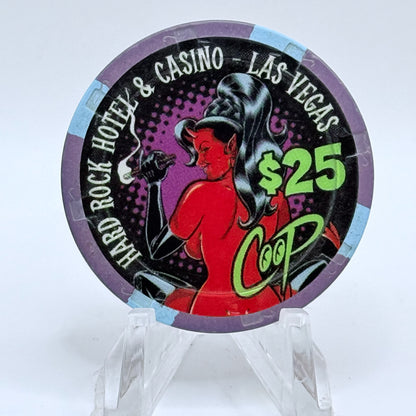 HARD ROCK HOTEL & CASINO - LAS VEGAS
$25
COOP